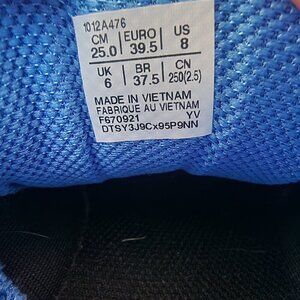 1012A476
CM EURO US
25.0 39.5 8
UK BR CN
6 37.5 250(2.5)
MADE IN VIETNAM
FABRIQUE AU VIETNAM
F670921 YV
DTSY3J9Cx95P9NN